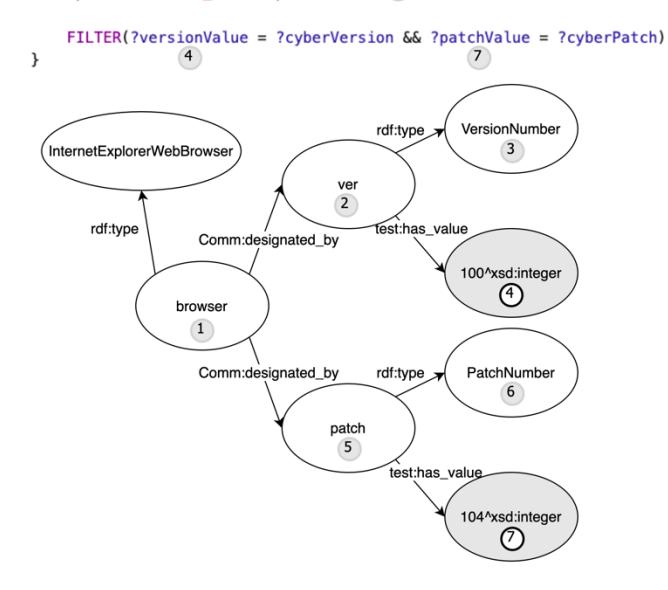 FILTER(?versionValue = ?cyberVersion && ?patchValue = ?cyberPatch)
}
4
7
rdf:type
VersionNumber
3
InternetExplorerWebBrowser
ver
2
rdf:type
Comm:designated_by
test:has_value
100^xsd:integer
4
browser
1
Comm:designated_by
rdf:type
PatchNumber
6
patch
5
test:has_value
104^xsd:integer
7